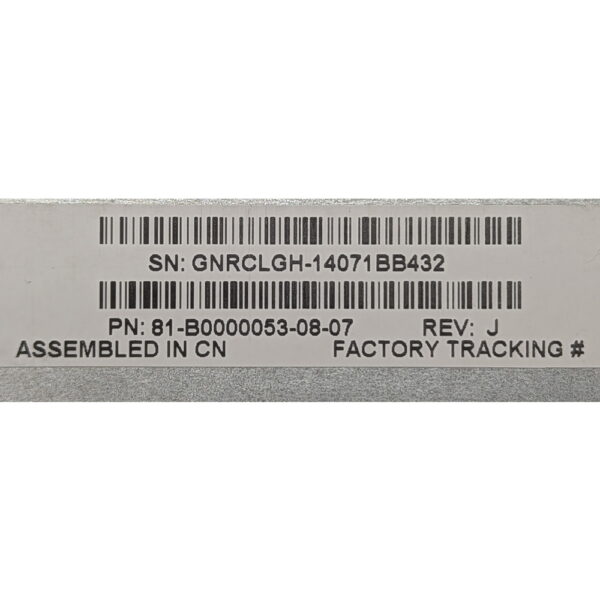 SN: GNRCLGH-14071BB432
PN: 81-B0000053-08-07 REV: J
ASSEMBLED IN CN FACTORY TRACKING #